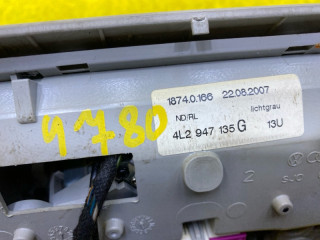 1874.0.166 22.08.2007
ND/RL lichtgrau
4L2 947 135 G 13U
4780